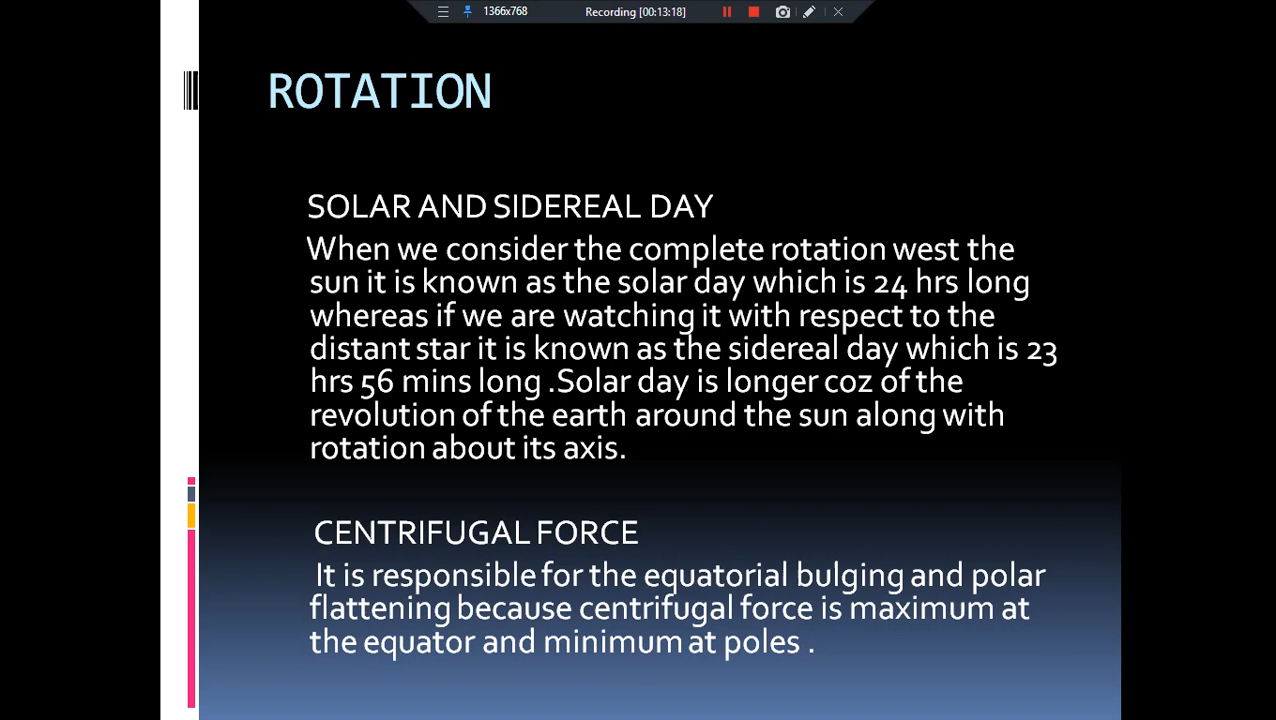 1366x768 Recording [00:13:18]
ROTATION
SOLAR AND SIDEREAL DAY
When we consider the complete rotation west the
sun it is known as the solar day which is 24 hrs long
whereas if we are watching it with respect to the
distant star it is known as the sidereal day which is 23
hrs 56 mins long .Solar day is longer coz of the
revolution of the earth around the sun along with
rotation about its axis.
CENTRIFUGAL FORCE
It is responsible for the equatorial bulging and polar
flattening because centrifugal force is maximum at
the equator and minimum at poles .